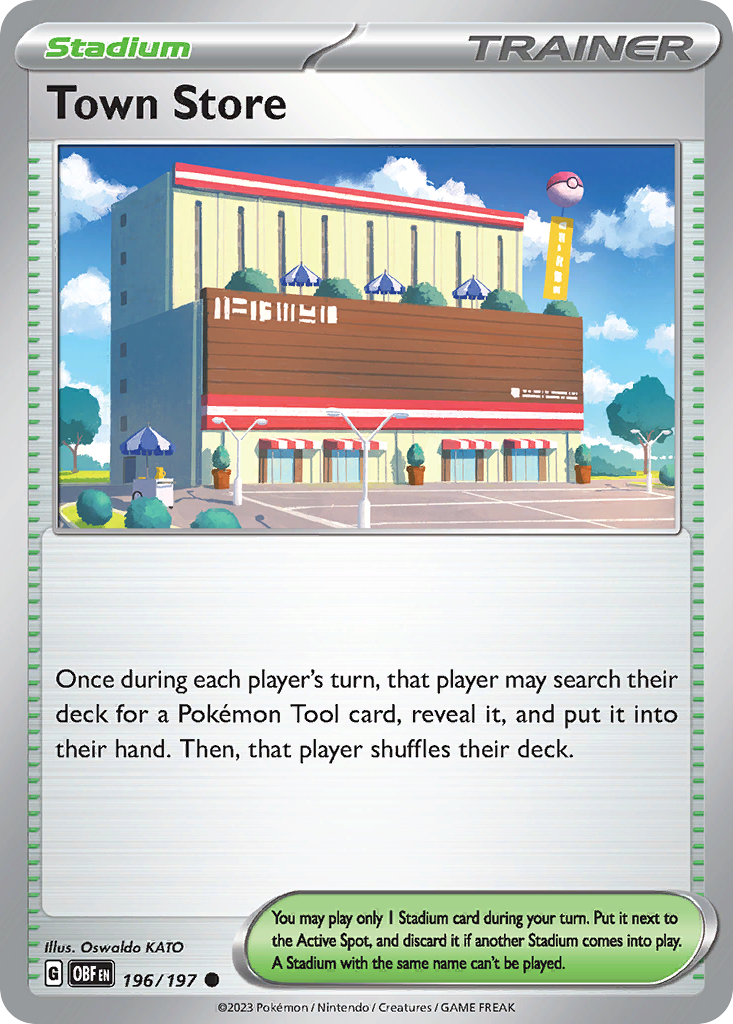 Stadium
TRAINER
Town Store
Once during each player's turn, that player may search their
deck for a Pokémon Tool card, reveal it, and put it into
their hand. Then, that player shuffles their deck.
You may play only 1 Stadium card during your turn. Put it next to
the Active Spot, and discard it if another Stadium comes into play.
A Stadium with the same name can't be played.
Illus. Oswaldo KATO
G OBF EN 196/197
©2023 Pokémon / Nintendo / Creatures / GAME FREAK